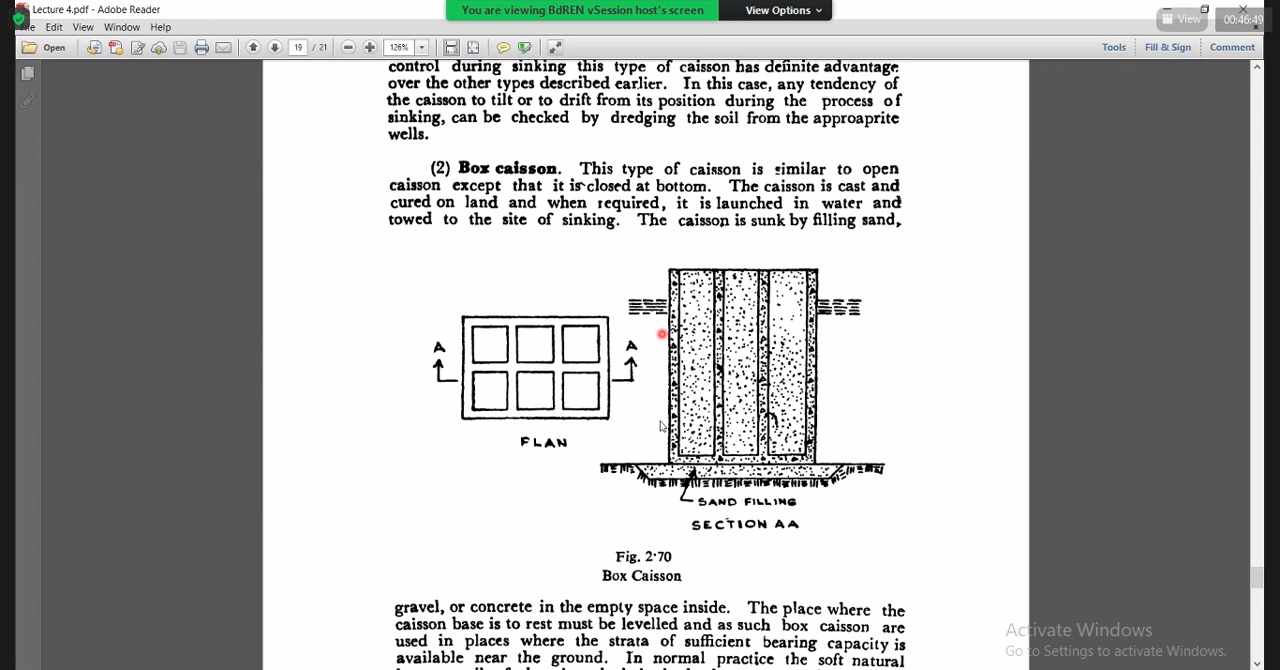 Lecture 4.pdf - Adobe Reader
You are viewing BdREN vSession host's screen
View Options
File Edit View Window Help
View
00:46:49
Open
19 / 21
126%
Tools
Fill & Sign
Comment
control during sinking this type of caisson has definite advantage
over the other types described earlier. In this case, any tendency of
the caisson to tilt or to drift from its position during the process of
sinking, can be checked by dredging the soil from the approaprite
wells.
(2) Box caisson. This type of caisson is similar to open
caisson except that it is closed at bottom. The caisson is cast and
cured on land and when required, it is launched in water and
towed to the site of sinking. The caisson is sunk by filling sand,
A
A
PLAN
SAND FILLING
SECTION AA
Fig. 2·70
Box Caisson
gravel, or concrete in the empty space inside. The place where the
caisson base is to rest must be levelled and as such box caisson are
used in places where the strata of sufficient bearing capacity is
available near the ground. In normal practice the soft natural
Activate Windows
Go to Settings to activate Windows.